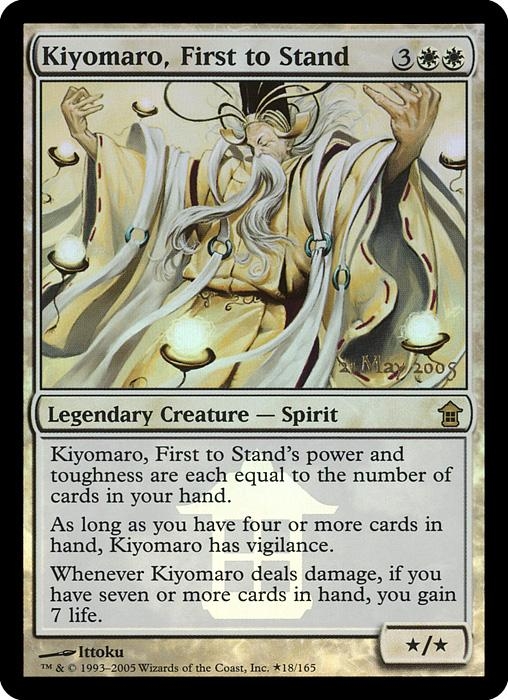 Kiyomaro, First to Stand 3
21 May 2005
Legendary Creature — Spirit
Kiyomaro, First to Stand's power and
toughness are each equal to the number of
cards in your hand.
As long as you have four or more cards in
hand, Kiyomaro has vigilance.
Whenever Kiyomaro deals damage, if you
have seven or more cards in hand, you gain
7 life.
Ittoku
★/★
™ & © 1993–2005 Wizards of the Coast, Inc. ★18/165